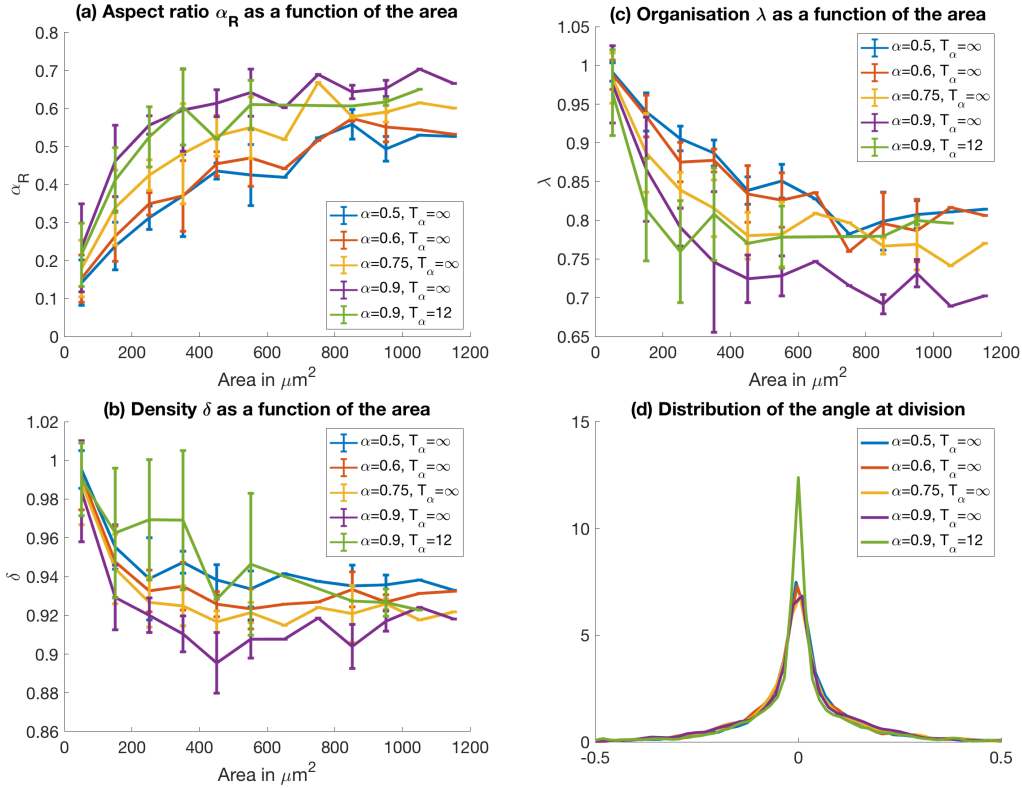 (a) Aspect ratio α_R as a function of the area
0.8
0.7
0.6
0.5
0.4
0.3
0.2
0.1
0
α_R
α=0.5, T_α=∞
α=0.6, T_α=∞
α=0.75, T_α=∞
α=0.9, T_α=∞
α=0.9, T_α=12
0 200 400 600 800 1000 1200
Area in μm²
(c) Organisation λ as a function of the area
1.05
1
0.95
0.9
0.85
0.8
0.75
0.7
0.65
λ
α=0.5, T_α=∞
α=0.6, T_α=∞
α=0.75, T_α=∞
α=0.9, T_α=∞
α=0.9, T_α=12
0 200 400 600 800 1000 1200
Area in μm²
(b) Density δ as a function of the area
1.02
1
0.98
0.96
0.94
0.92
0.9
0.88
0.86
δ
α=0.5, T_α=∞
α=0.6, T_α=∞
α=0.75, T_α=∞
α=0.9, T_α=∞
α=0.9, T_α=12
0 200 400 600 800 1000 1200
Area in μm²
(d) Distribution of the angle at division
15
10
5
0
α=0.5, T_α=∞
α=0.6, T_α=∞
α=0.75, T_α=∞
α=0.9, T_α=∞
α=0.9, T_α=12
-0.5 0 0.5